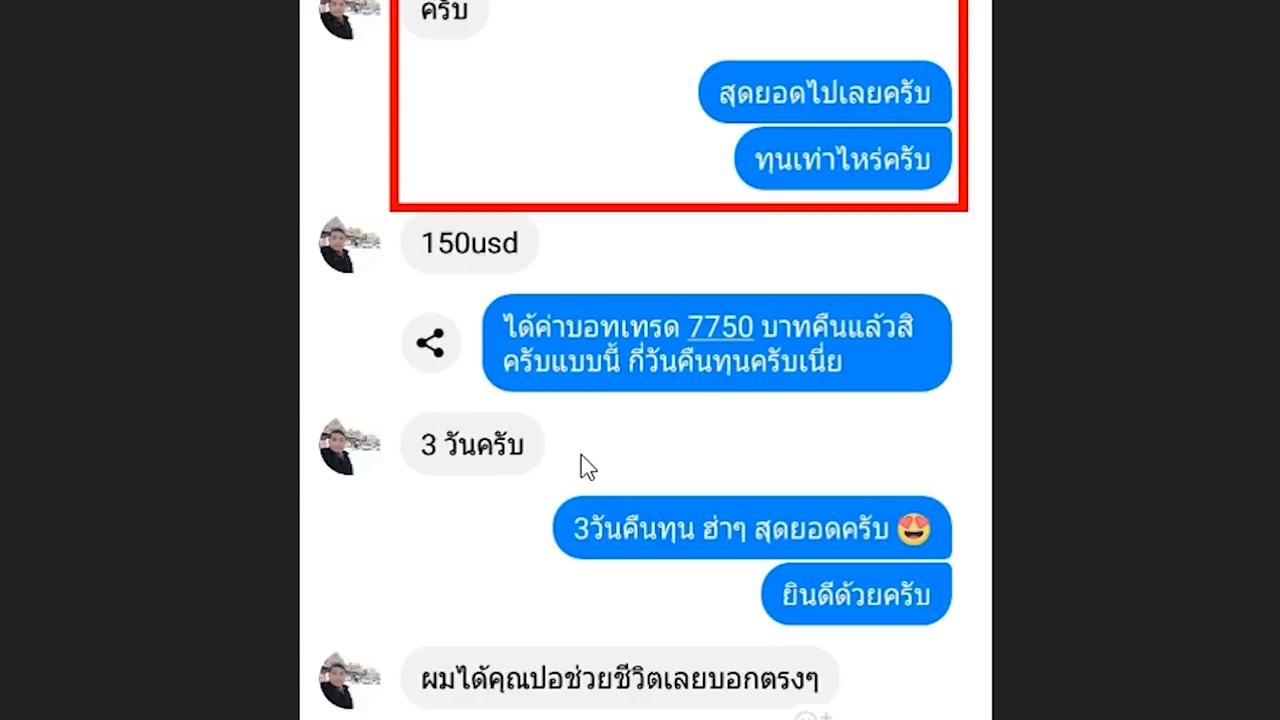 ครับ
สุดยอดไปเลยครับ
ทุนเท่าไหร่ครับ
150usd
ได้ค่าบอทเทรด 7750 บาทคืนแล้วสิ
ครับแบบนี้ กี่วันคืนทุนครับเนี่ย
3 วันครับ
3วันคืนทุน ฮ่าๆ สุดยอดครับ 😍
ยินดีด้วยครับ
ผมได้คุณปอช่วยชีวิตเลยบอกตรงๆ